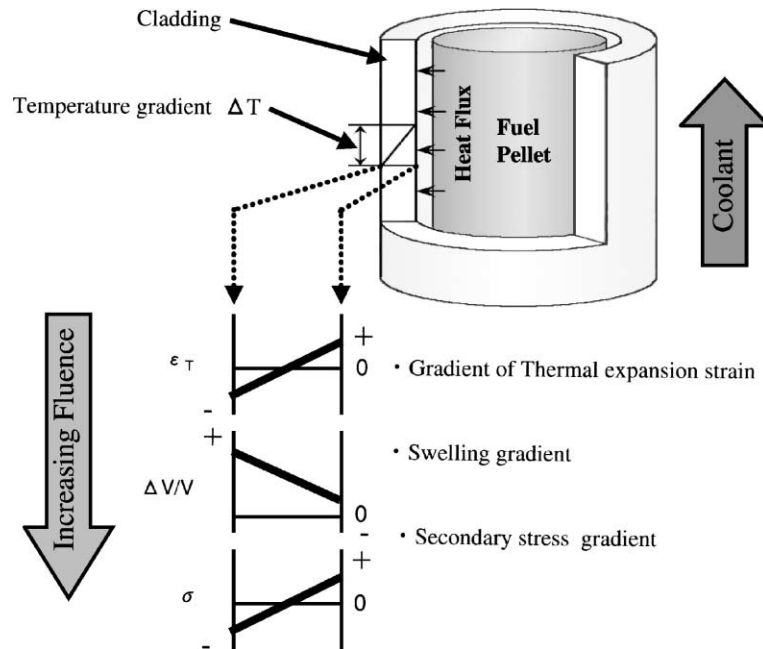 Cladding
Temperature gradient ΔT
Heat Flux
Fuel
Pellet
Coolant
Increasing Fluence
ε T
+
0
-
・Gradient of Thermal expansion strain
+
ΔV/V
0
-
・Swelling gradient
・Secondary stress gradient
+
σ
0
-